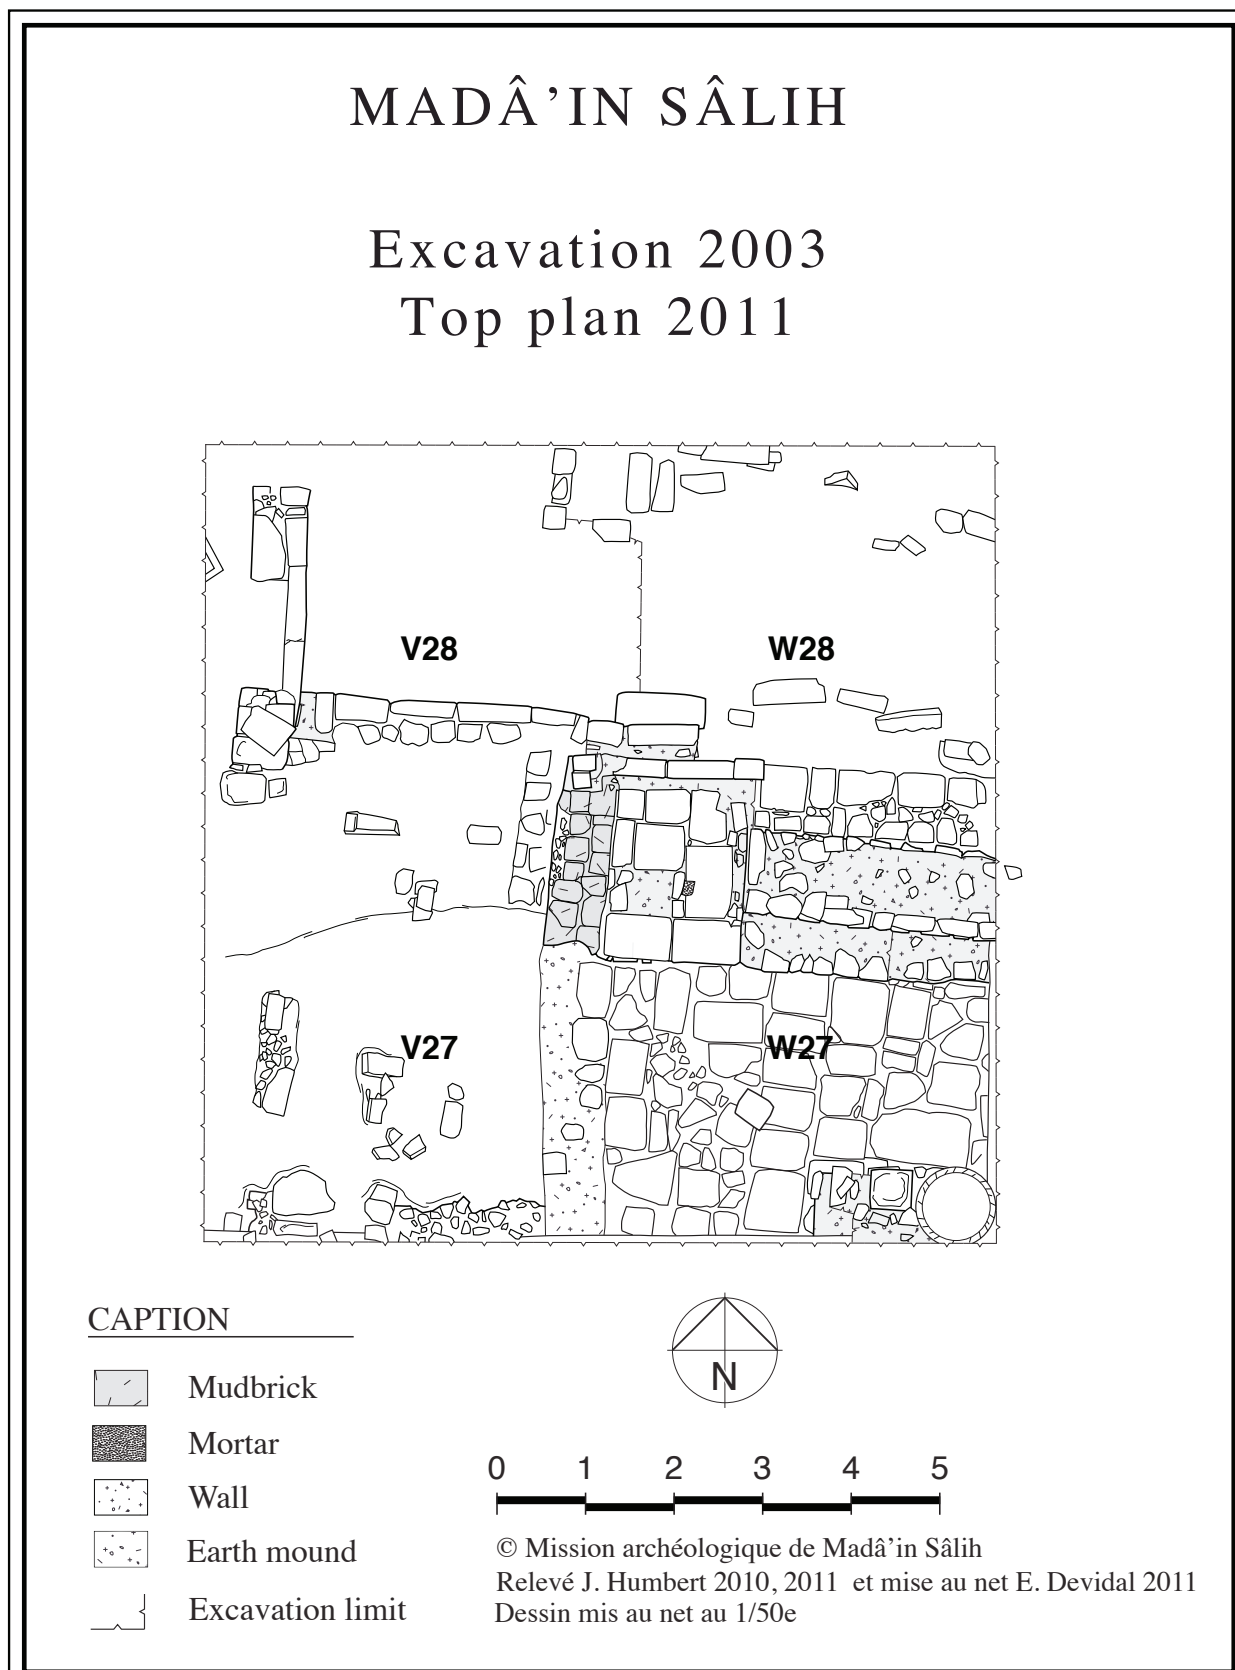 MADÂ’IN SÂLIH
Excavation 2003
Top plan 2011
V28
W28
V27
W27
CAPTION
Mudbrick
Mortar
Wall
Earth mound
Excavation limit
N
0 1 2 3 4 5
© Mission archéologique de Madâ’in Sâlih
Relevé J. Humbert 2010, 2011 et mise au net E. Devidal 2011
Dessin mis au net au 1/50e